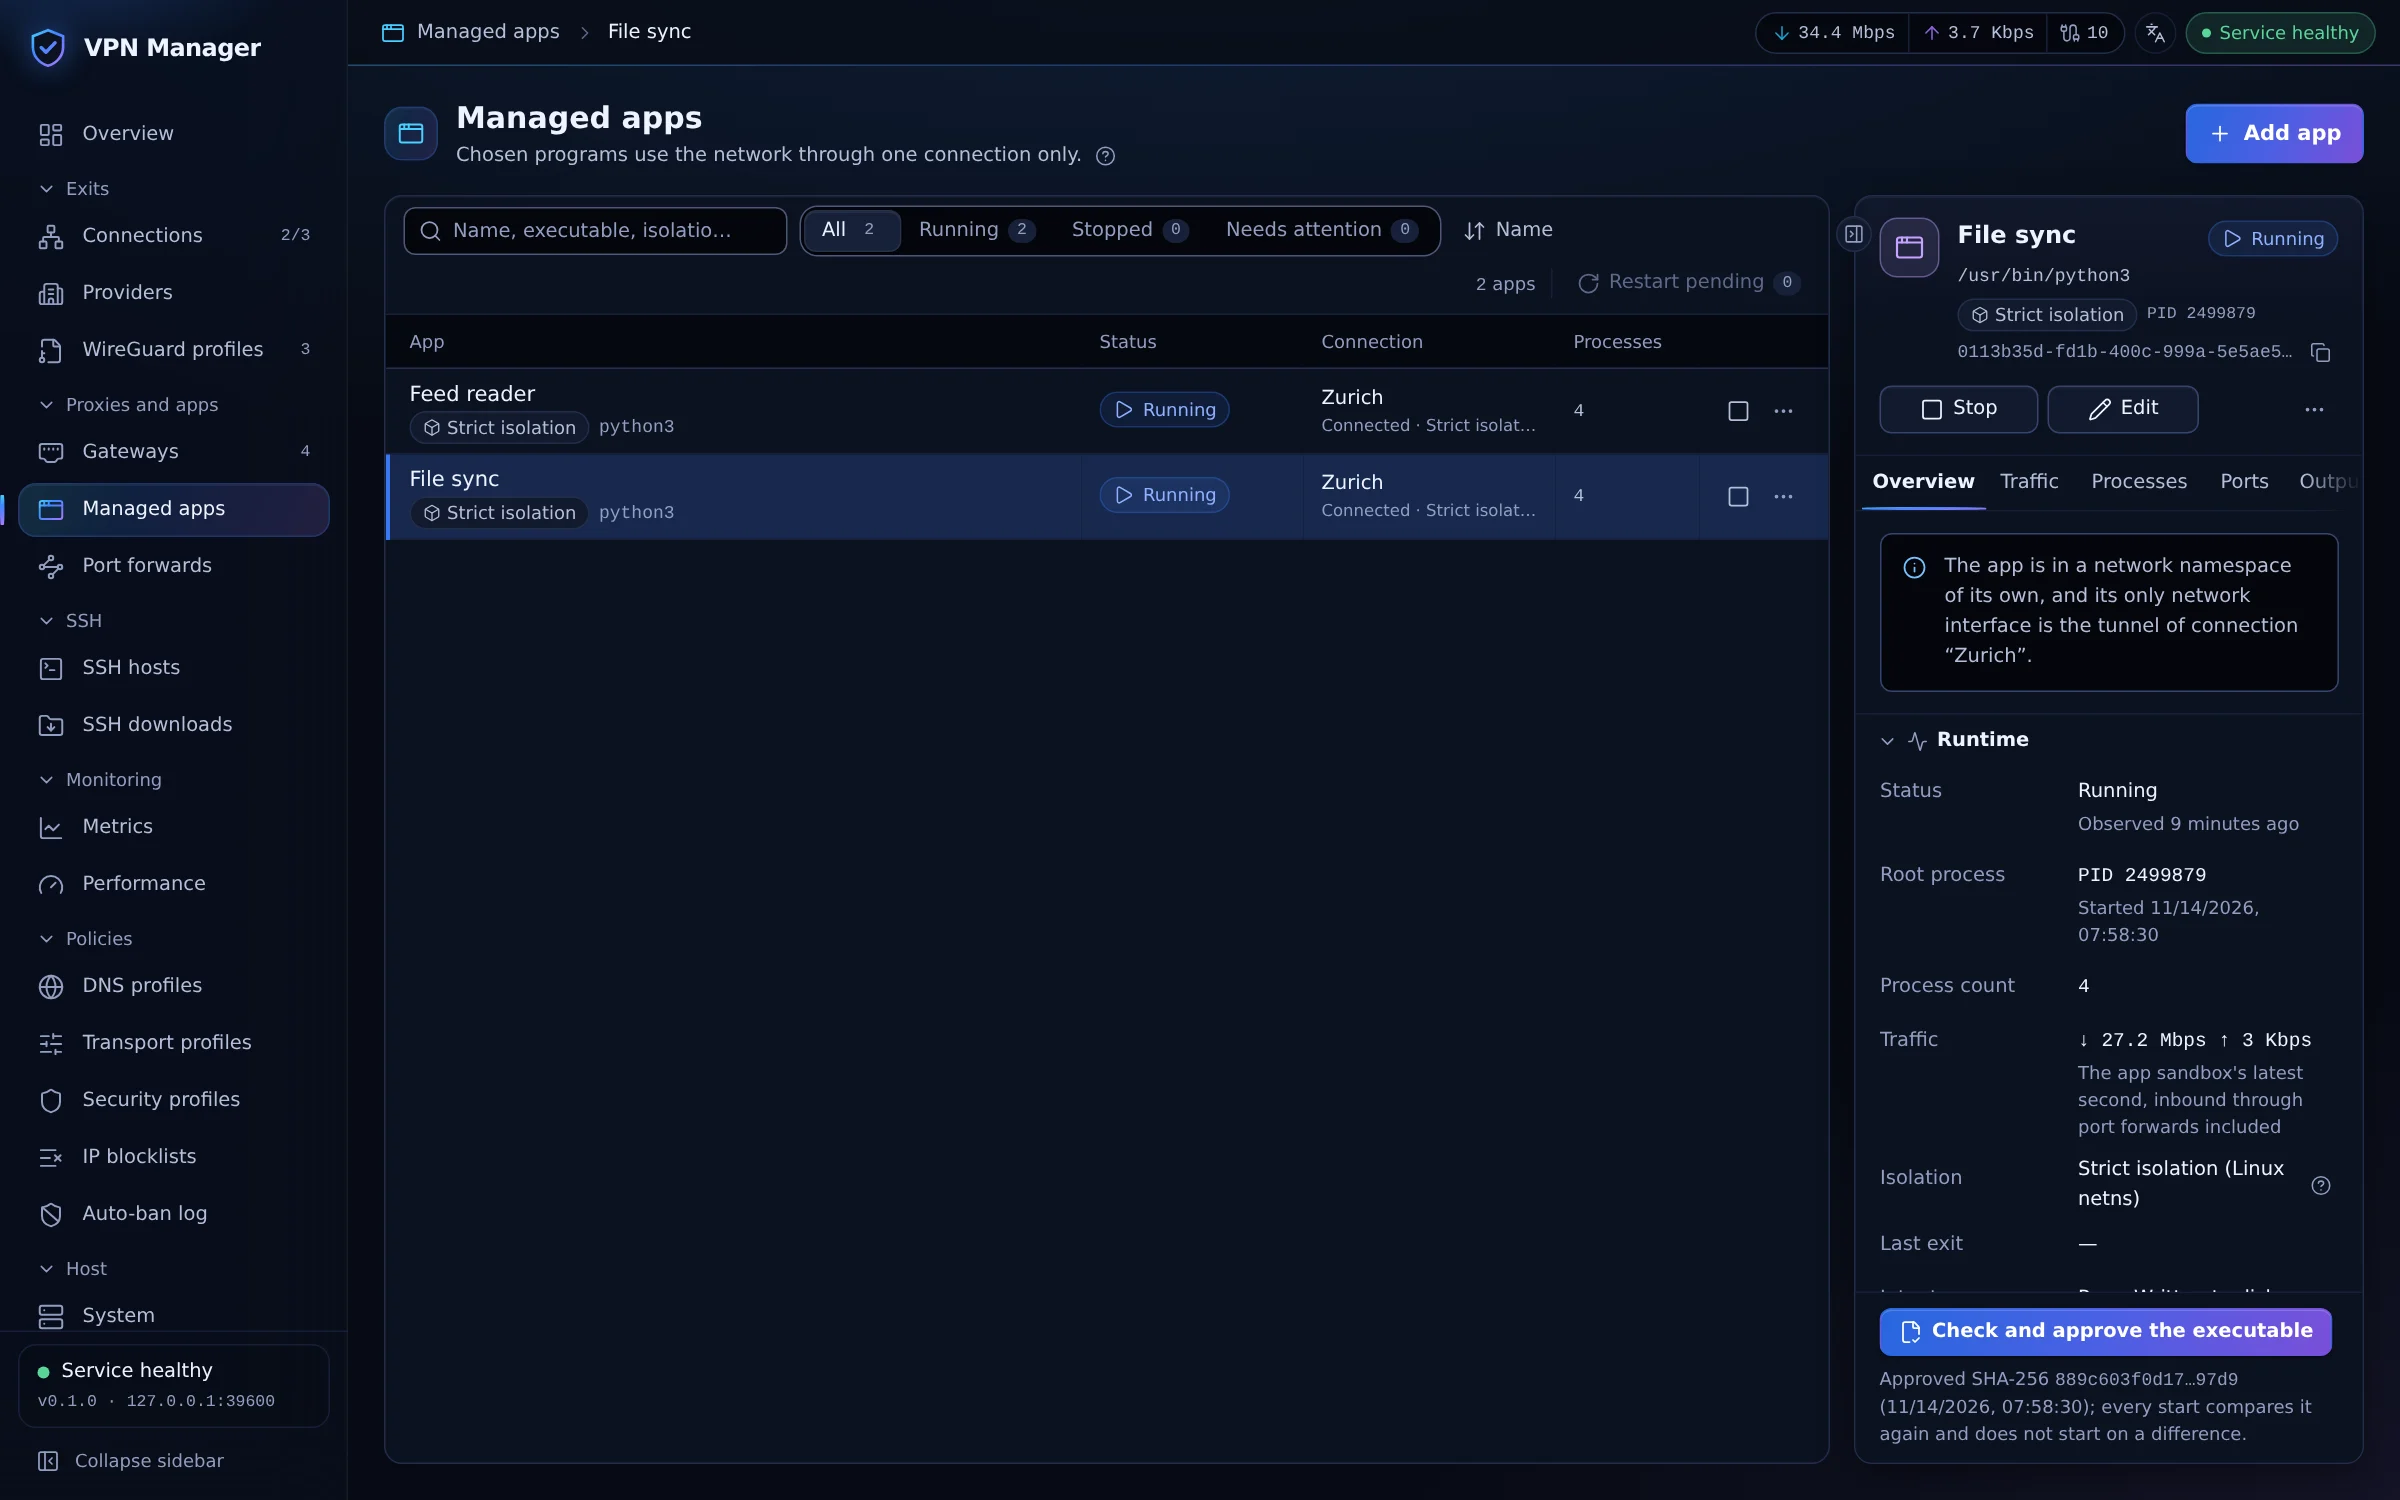 VPN Manager
Overview
Exits
Connections 2/3
Providers
WireGuard profiles 3
Proxies and apps
Gateways 4
Managed apps
Port forwards
SSH
SSH hosts
SSH downloads
Monitoring
Metrics
Performance
Policies
DNS profiles
Transport profiles
Security profiles
IP blocklists
Auto-ban log
Host
System
Service healthy
v0.1.0 · 127.0.0.1:39600
Collapse sidebar
Managed apps > File sync
↓ 34.4 Mbps ↑ 3.7 Kbps 10
Service healthy
Managed apps
Chosen programs use the network through one connection only.
+ Add app
Name, executable, isolatio…
All 2 Running 2 Stopped 0 Needs attention 0
Name
2 apps
Restart pending 0
App Status Connection Processes
Feed reader
Strict isolation python3
Running
Zurich
Connected · Strict isolat…
4
File sync
Strict isolation python3
Running
Zurich
Connected · Strict isolat…
4
File sync
Running
/usr/bin/python3
Strict isolation PID 2499879
0113b35d-fd1b-400c-999a-5e5ae5…
Stop Edit
Overview Traffic Processes Ports Outpu
The app is in a network namespace
of its own, and its only network
interface is the tunnel of connection
“Zurich”.
Runtime
Status Running
Observed 9 minutes ago
Root process PID 2499879
Started 11/14/2026,
07:58:30
Process count 4
Traffic ↓ 27.2 Mbps ↑ 3 Kbps
The app sandbox's latest
second, inbound through
port forwards included
Isolation Strict isolation (Linux
netns)
Last exit —
Check and approve the executable
Approved SHA-256 889c603f0d17…97d9
(11/14/2026, 07:58:30); every start compares it
again and does not start on a difference.